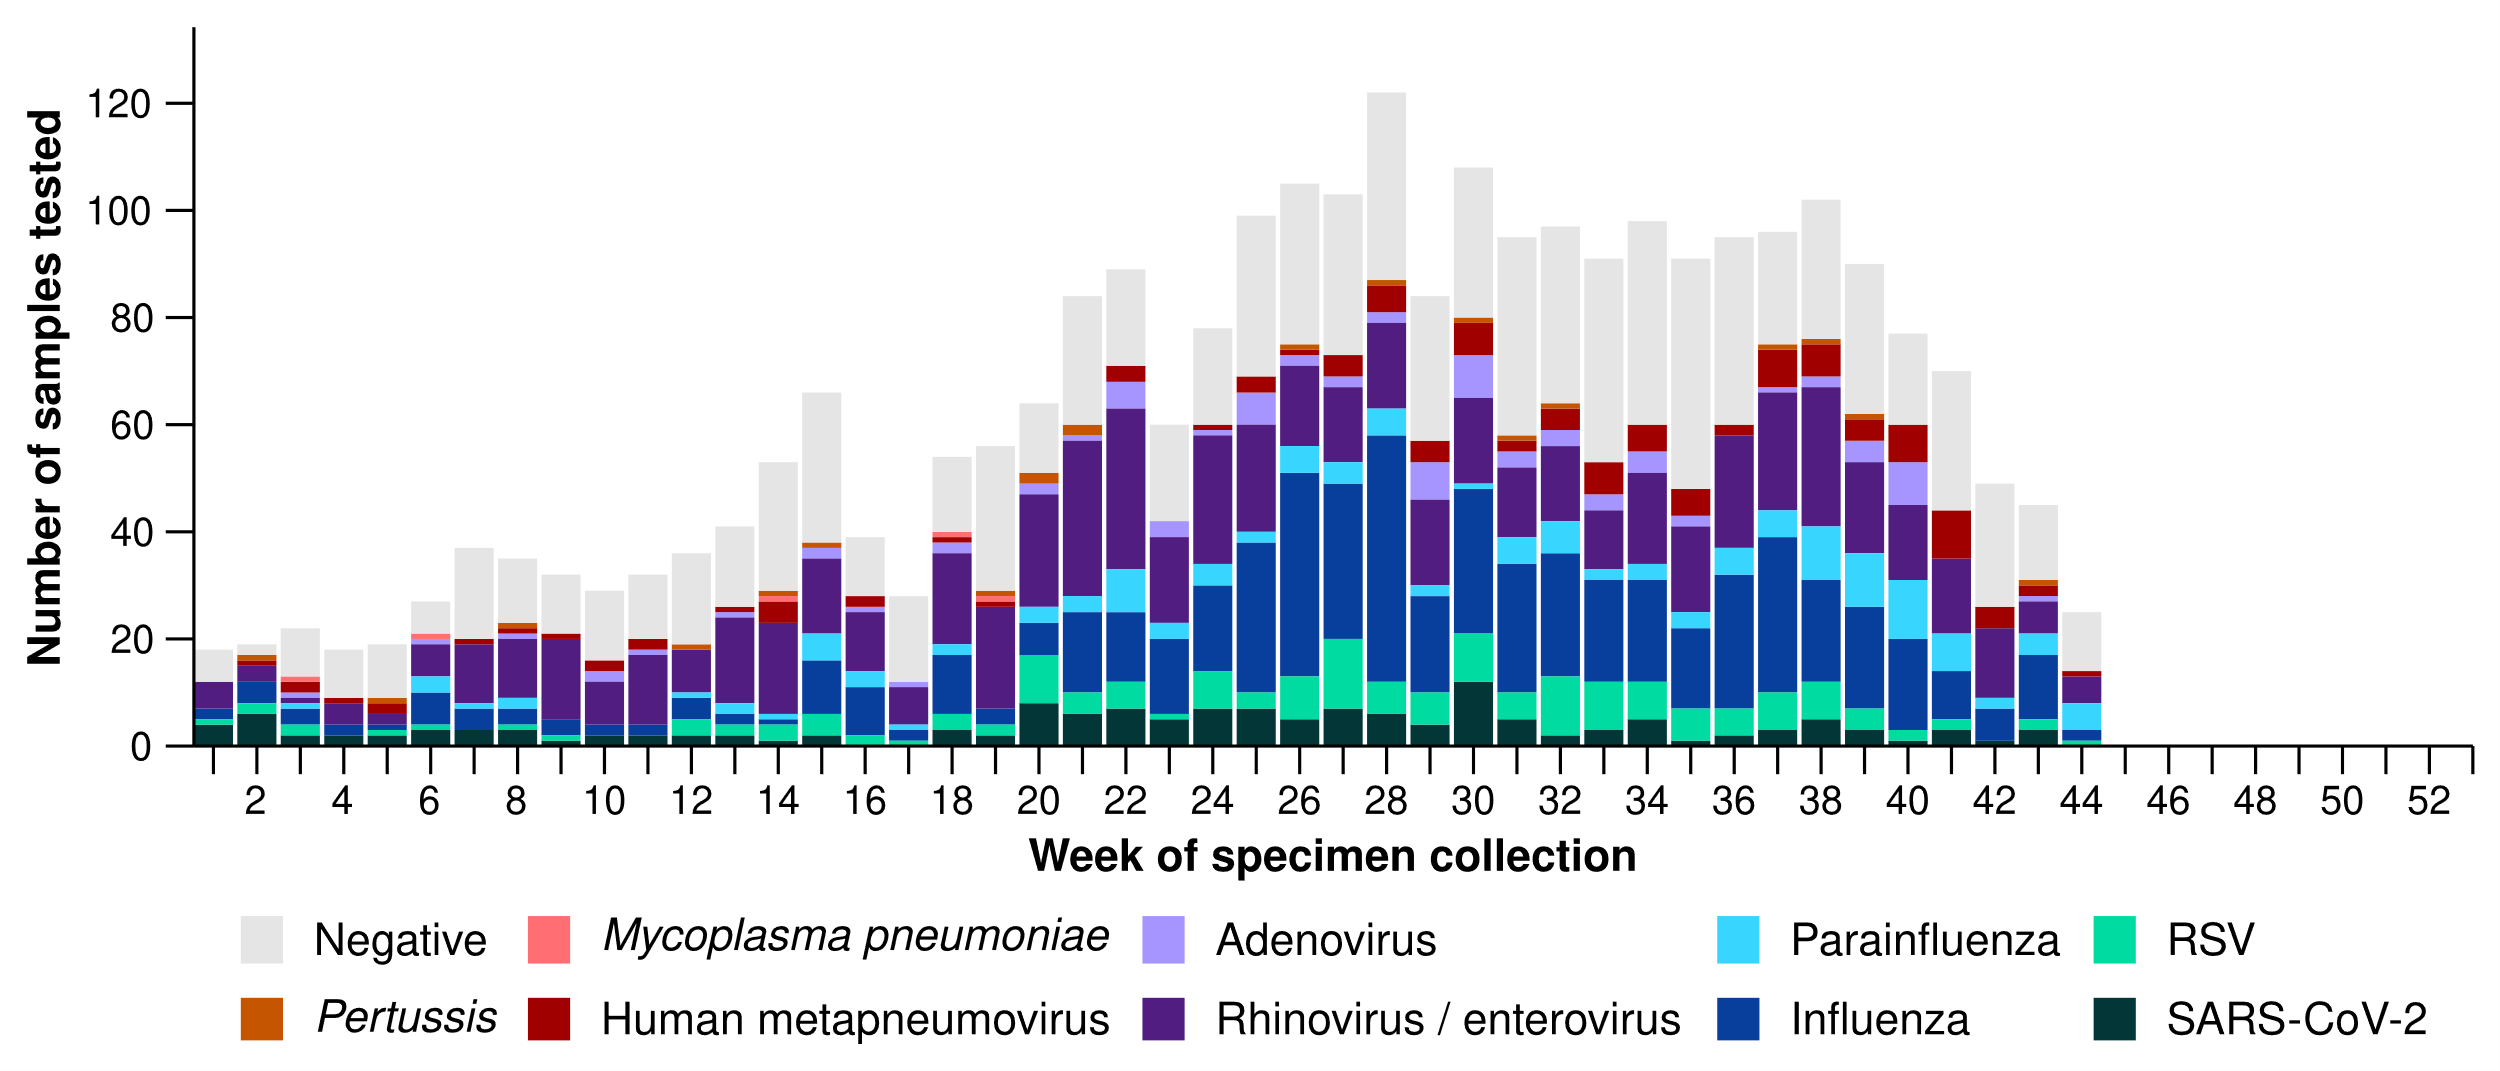 Number of samples tested
120
100
80
60
40
20
0
2 4 6 8 10 12 14 16 18 20 22 24 26 28 30 32 34 36 38 40 42 44 46 48 50 52
Week of specimen collection
Negative Mycoplasma pneumoniae Adenovirus Parainfluenza RSV
Pertussis Human metapneumovirus Rhinovirus / enterovirus Influenza SARS-CoV-2